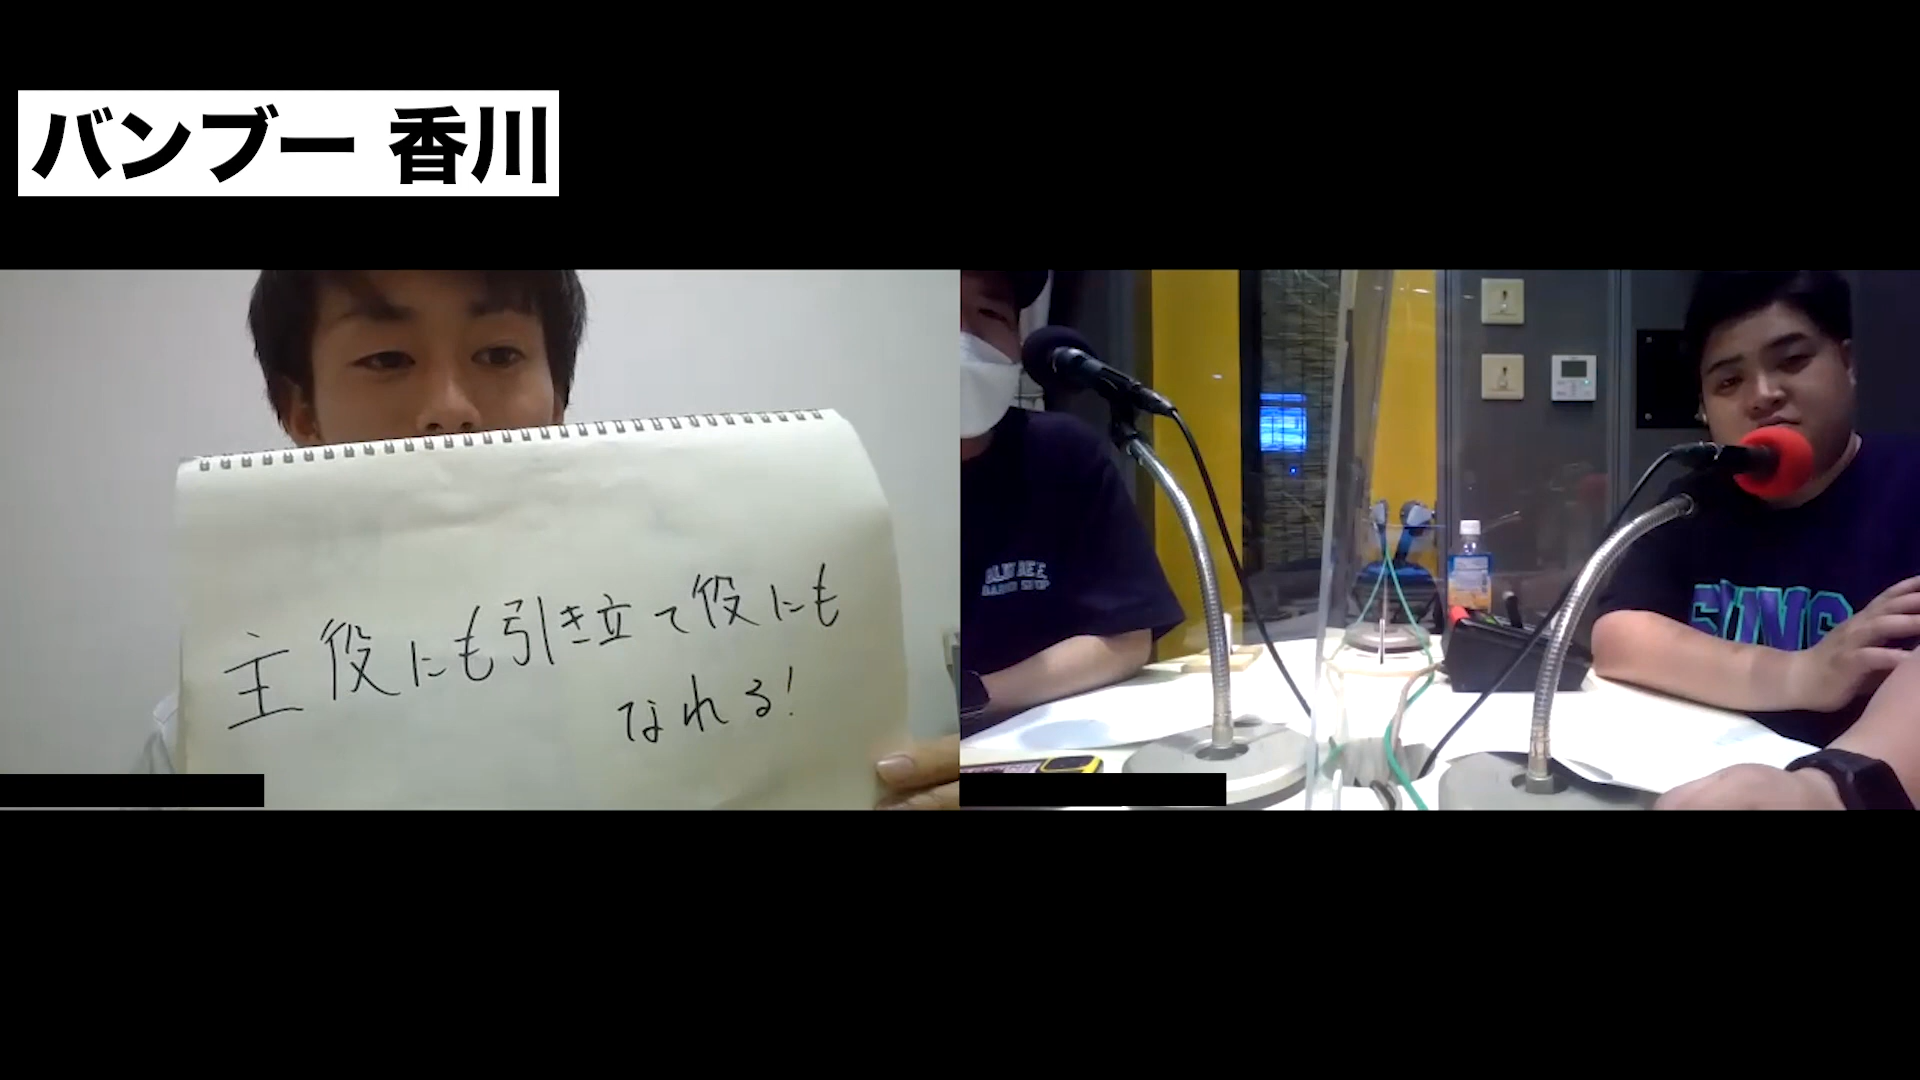 バンブー 香川
主役にも引き立て役にも
なれる!